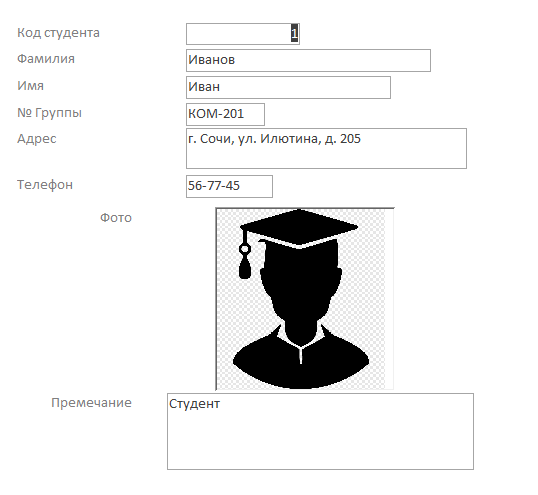 Код студента 1
Фамилия Иванов
Имя Иван
№ Группы КОМ-201
Адрес г. Сочи, ул. Илютина, д. 205
Телефон 56-77-45
Фото
Премечание Студент